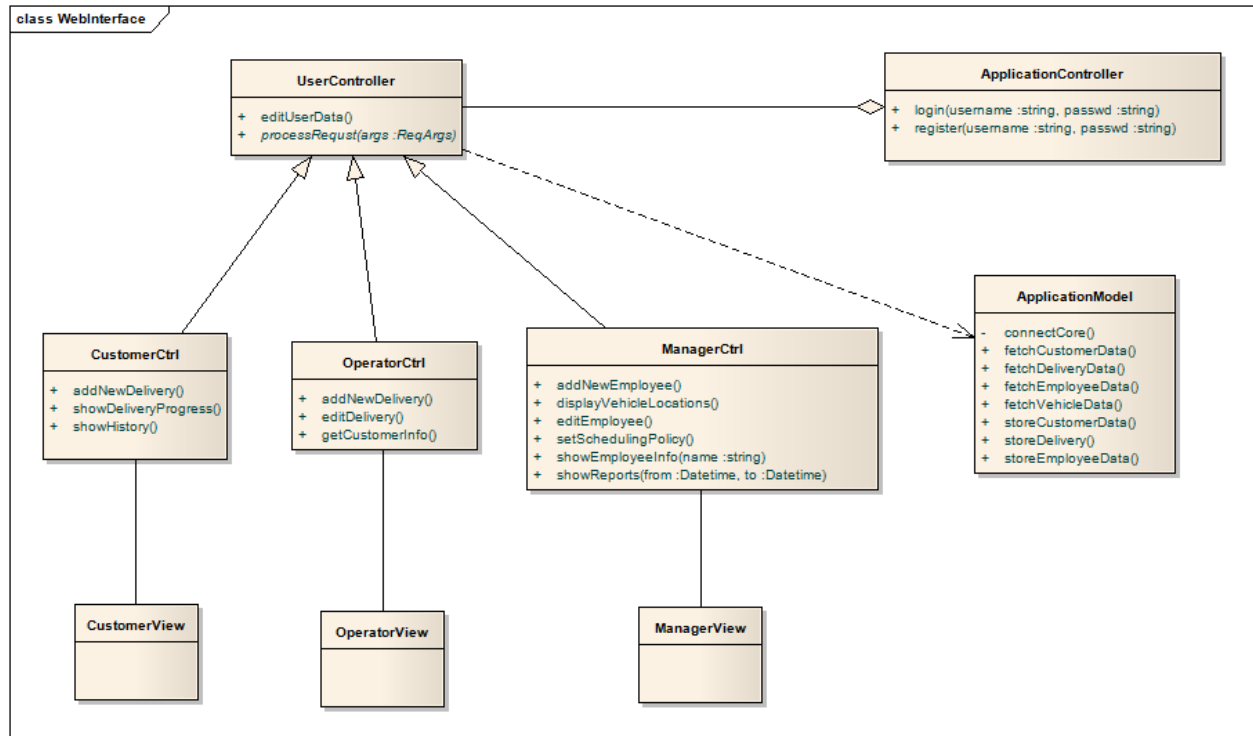 class WebInterface
UserController
+ editUserData()
+ processRequst(args :ReqArgs)
ApplicationController
+ login(username :string, passwd :string)
+ register(username :string, passwd :string)
ApplicationModel
- connectCore()
+ fetchCustomerData()
+ fetchDeliveryData()
+ fetchEmployeeData()
+ fetchVehicleData()
+ storeCustomerData()
+ storeDelivery()
+ storeEmployeeData()
CustomerCtrl
+ addNewDelivery()
+ showDeliveryProgress()
+ showHistory()
OperatorCtrl
+ addNewDelivery()
+ editDelivery()
+ getCustomerInfo()
ManagerCtrl
+ addNewEmployee()
+ displayVehicleLocations()
+ editEmployee()
+ setSchedulingPolicy()
+ showEmployeeInfo(name :string)
+ showReports(from :Datetime, to :Datetime)
CustomerView
OperatorView
ManagerView